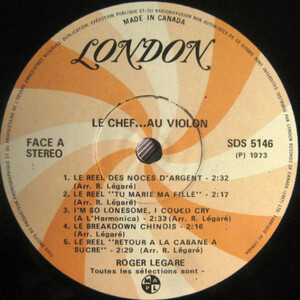 MADE IN CANADA
LONDON
LE CHEF...AU VIOLON
FACE A
STEREO
SDS 5146
(P) 1973
1. LE REEL DES NOCES D'ARGENT - 2:32
(Arr. R. Légaré)
2. LE REEL "TU MARIE MA FILLE" - 2:17
(Arr. R. Légaré)
3. I'M SO LONESOME, I COULD CRY
(A L'Harmonica) - 2:33 (Arr. R. Légaré)
4. LE BREAKDOWN CHINOIS - 2:16
(Arr. R. Légaré)
5. LE REEL "RETOUR A LA CABANE A
SUCRE" - 2:29 (Arr. R. Légaré)
ROGER LEGARE
Toutes les sélections sont -
MAPL